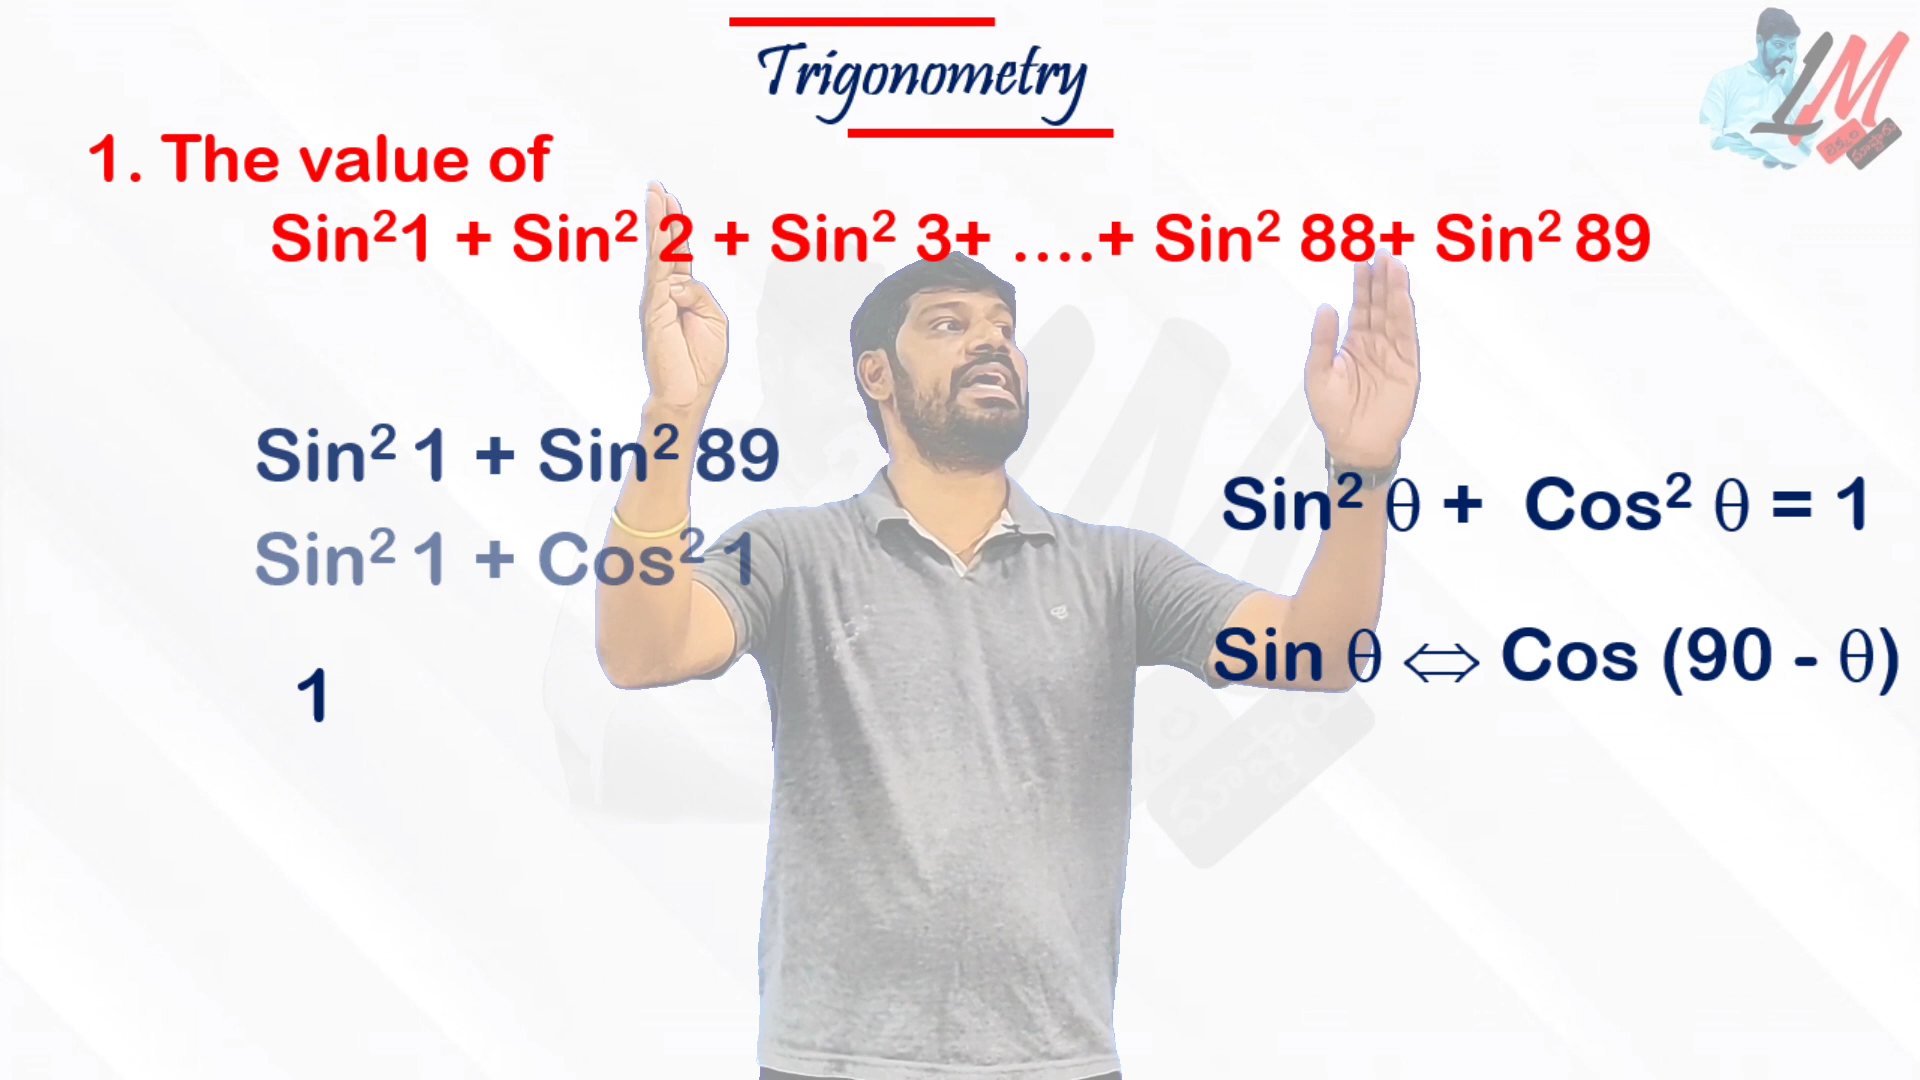 Trigonometry
1. The value of
Sin²1 + Sin² 2 + Sin² 3+ ....+ Sin² 88+ Sin² 89
Sin² 1 + Sin² 89
Sin² 1 + Cos² 1
1
Sin² θ + Cos² θ = 1
Sin θ ⇔ Cos (90 - θ)
LM